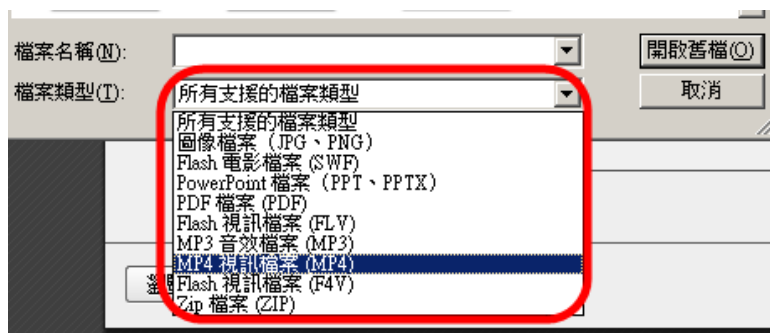 檔案名稱(N):
開啟舊檔(O)
檔案類型(T):
所有支援的檔案類型
取消
所有支援的檔案類型
圖像檔案（JPG、PNG）
Flash 電影檔案 (SWF)
PowerPoint 檔案（PPT、PPTX）
PDF 檔案 (PDF)
Flash 視訊檔案 (FLV)
MP3 音效檔案 (MP3)
MP4 視訊檔案 (MP4)
Flash 視訊檔案 (F4V)
Zip 檔案 (ZIP)